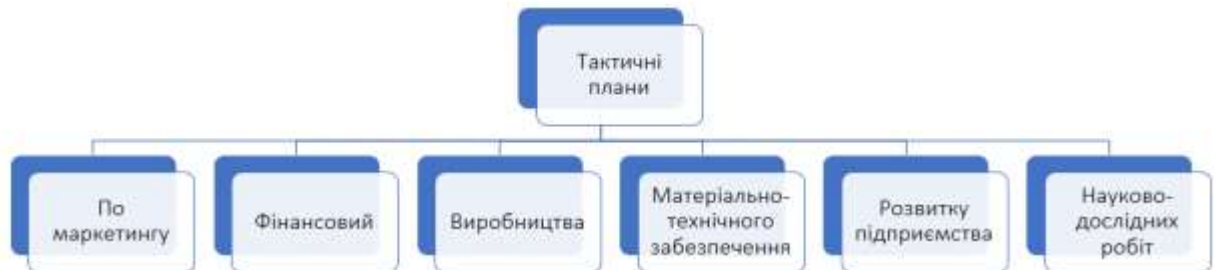 Тактичні
плани
По
маркетингу
Фінансовий
Виробництва
Матеріально-
технічного
забезпечення
Розвитку
підприємства
Науково-
дослідних
робіт